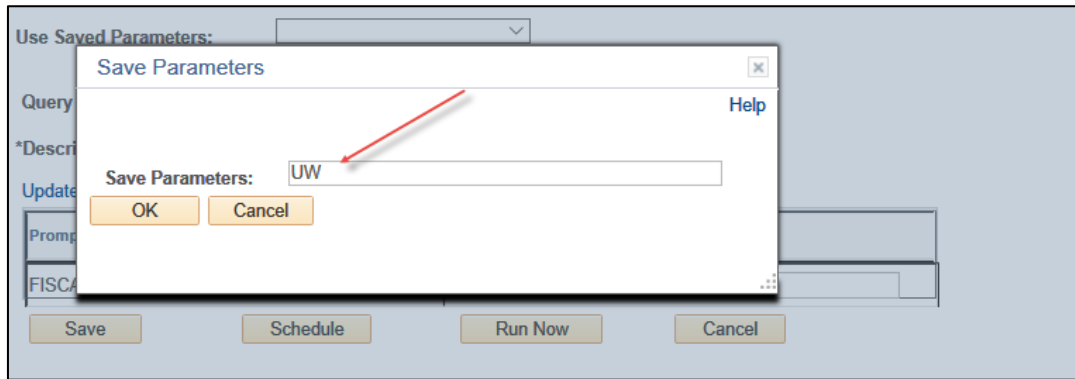 Use Saved Parameters:
Save Parameters
Query
Help
*Descri
Save Parameters: UW
Update
OK Cancel
Promp
FISCA
Save Schedule Run Now Cancel